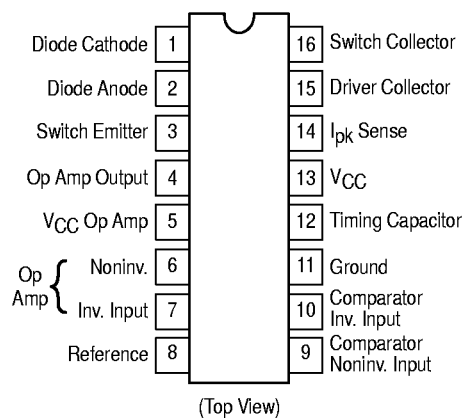 Diode Cathode 1 16 Switch Collector
Diode Anode 2 15 Driver Collector
Switch Emitter 3 14 Ipk Sense
Op Amp Output 4 13 VCC
VCC Op Amp 5 12 Timing Capacitor
Op
Amp
Noninv. 6 11 Ground
Inv. Input 7 10 Comparator
Inv. Input
Reference 8 9 Comparator
Noninv. Input
(Top View)